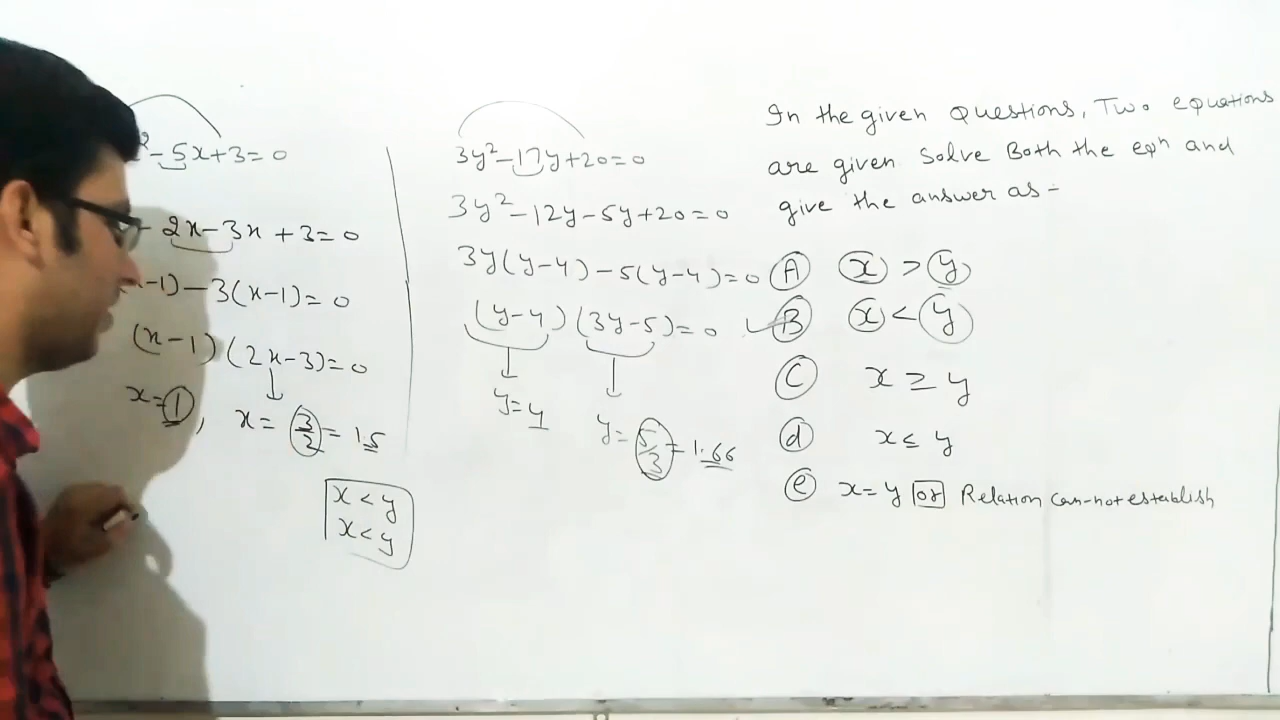 ² - 5x + 3 = 0
- 2x - 3x + 3 = 0
-1) - 3(x-1) = 0
(x-1) (2x-3) = 0
x = 1, x = 3/2 = 1.5
x < y
x < y
3y² - 17y + 20 = 0
3y² - 12y - 5y + 20 = 0
3y(y-4) - 5(y-4) = 0
(y-4) (3y-5) = 0
y = 4
y = 5/3 = 1.66
In the given Questions, Two equations
are given Solve Both the eqn and
give the answer as -
A x > y
B x < y
C x ≥ y
d x ≤ y
e x = y or Relation can-not establish